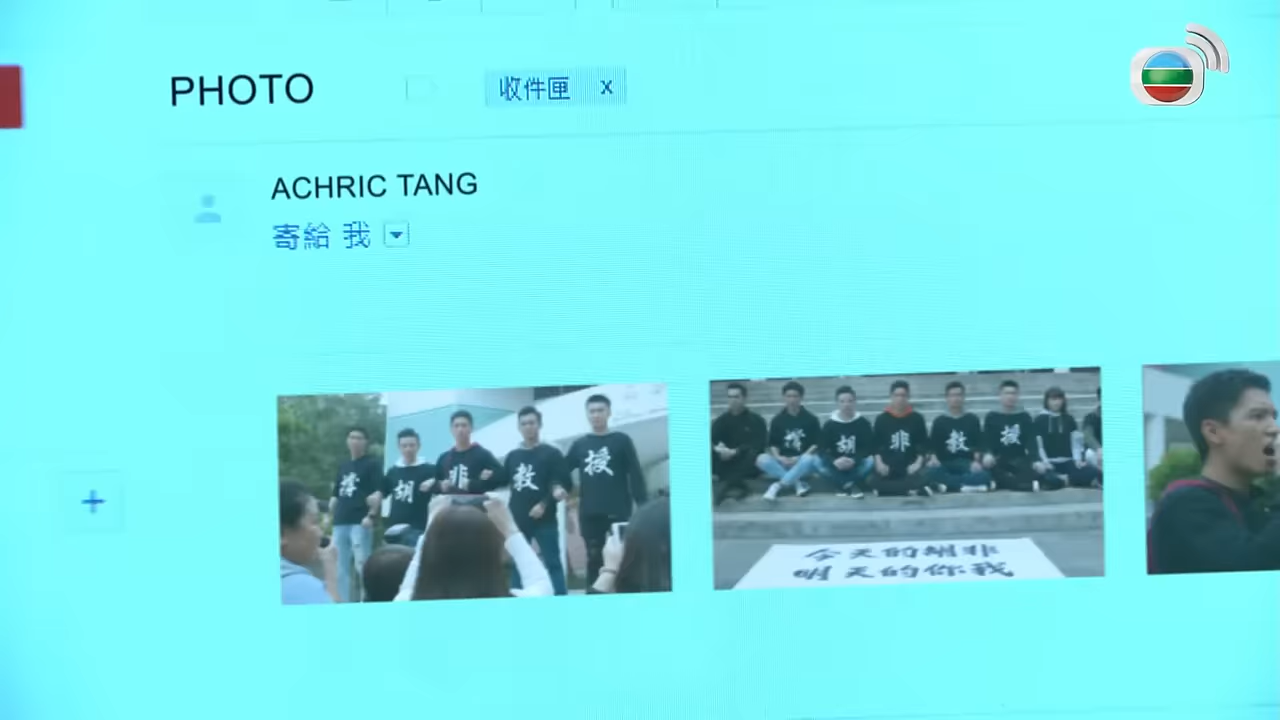 PHOTO
收件匣 x
ACHRIC TANG
寄給 我
撐 胡 非 教 授
撐 胡 非 教 授
今天的胡非
明天的你我